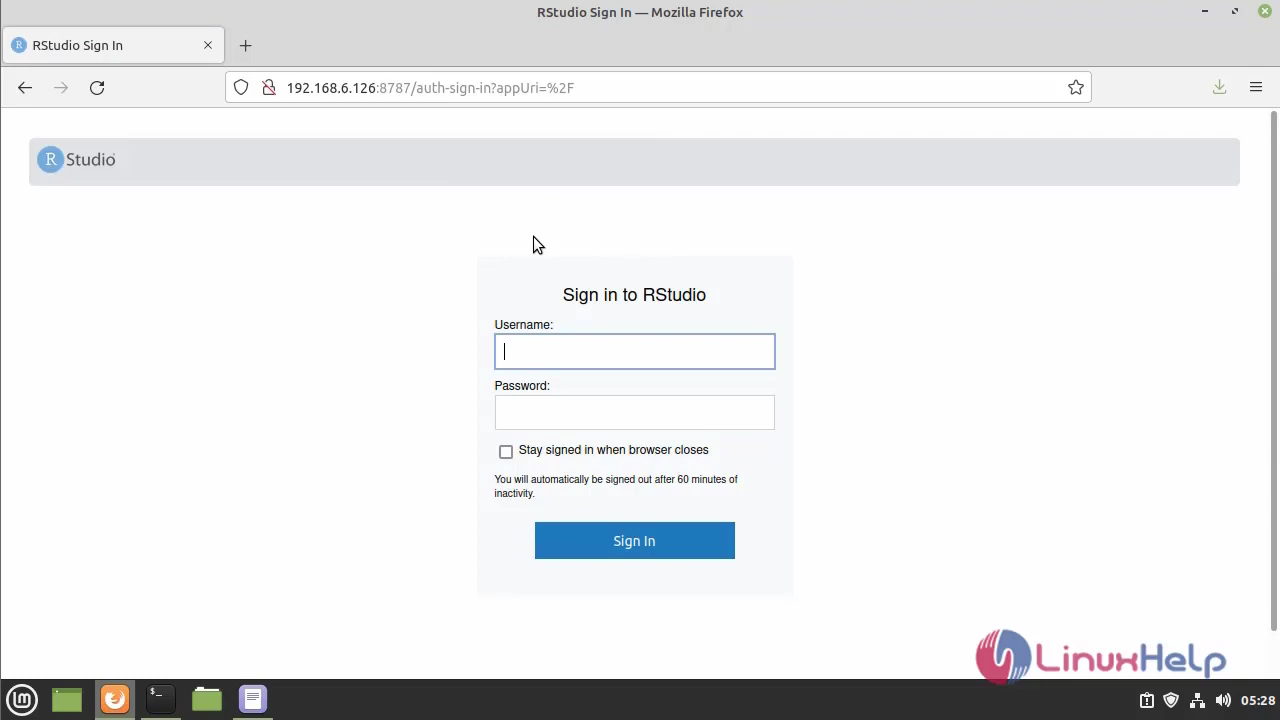 RStudio Sign In — Mozilla Firefox
R RStudio Sign In
192.168.6.126:8787/auth-sign-in?appUri=%2F
R Studio
Sign in to RStudio
Username:
Password:
Stay signed in when browser closes
You will automatically be signed out after 60 minutes of
inactivity.
Sign In
LinuxHelp
lm $_ 05:28